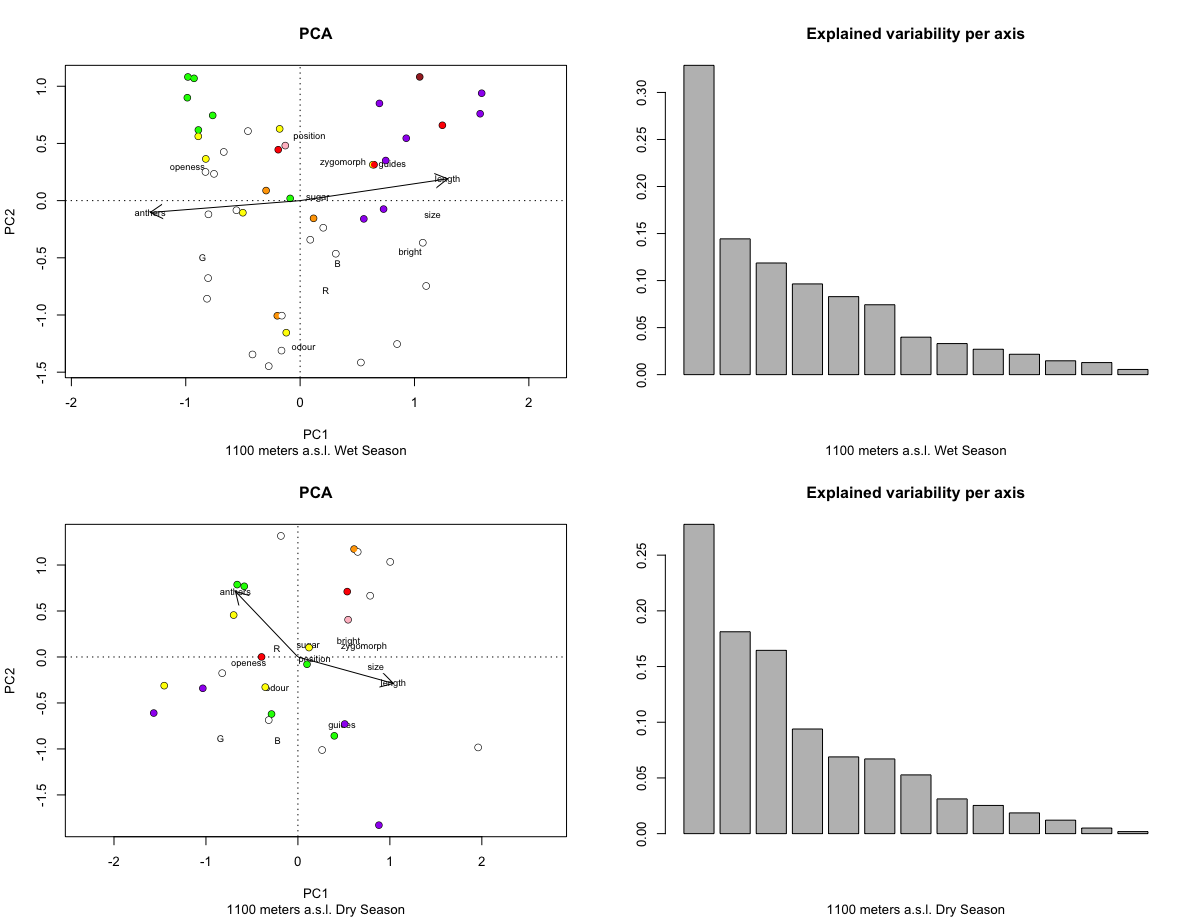 PCA
Explained variability per axis
1.0
0.5
0.0
-0.5
-1.0
-1.5
PC2
position
openess
zygomorph
guides
length
sugar
anthers
size
bright
G
B
R
odour
-2
-1
0
1
2
PC1
1100 meters a.s.l. Wet Season
0.30
0.25
0.20
0.15
0.10
0.05
0.00
1100 meters a.s.l. Wet Season
PCA
Explained variability per axis
1.0
0.5
0.0
-0.5
-1.0
-1.5
PC2
anthers
bright
sugar
zygomorph
R
position
openess
size
length
odour
guides
G
B
-2
-1
0
1
2
PC1
1100 meters a.s.l. Dry Season
0.25
0.20
0.15
0.10
0.05
0.00
1100 meters a.s.l. Dry Season